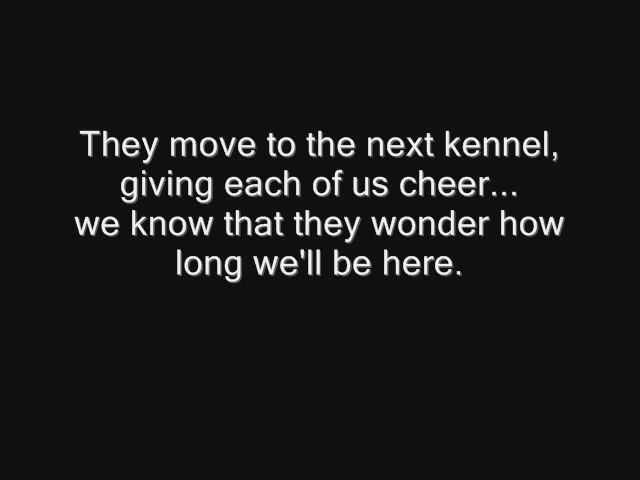 They move to the next kennel,
giving each of us cheer...
we know that they wonder how
long we'll be here.